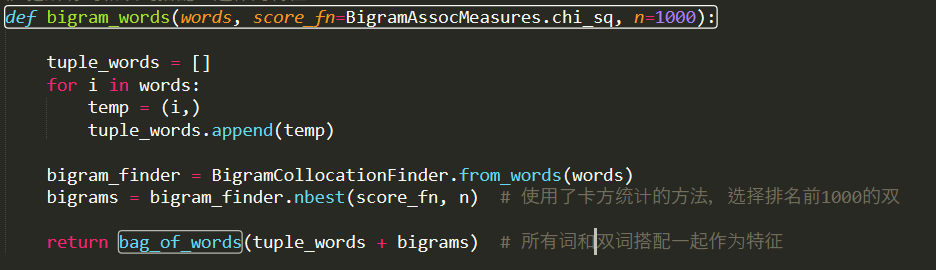 def bigram_words(words, score_fn=BigramAssocMeasures.chi_sq, n=1000):
tuple_words = []
for i in words:
temp = (i,)
tuple_words.append(temp)
bigram_finder = BigramCollocationFinder.from_words(words)
bigrams = bigram_finder.nbest(score_fn, n)  # 使用了卡方统计的方法，选择排名前1000的双
return bag_of_words(tuple_words + bigrams)  # 所有词和双词搭配一起作为特征